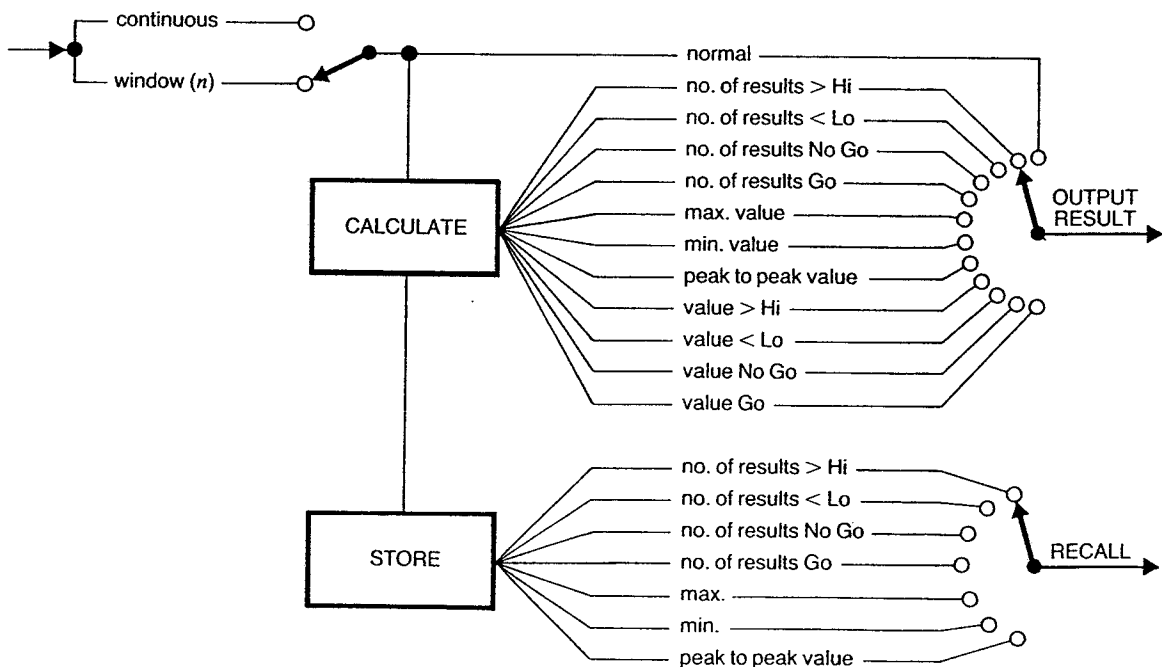 continuous
window (n)
normal
no. of results > Hi
no. of results < Lo
no. of results No Go
no. of results Go
max. value
min. value
peak to peak value
value > Hi
value < Lo
value No Go
value Go
CALCULATE
OUTPUT
RESULT
no. of results > Hi
no. of results < Lo
no. of results No Go
no. of results Go
max.
min.
peak to peak value
STORE
RECALL